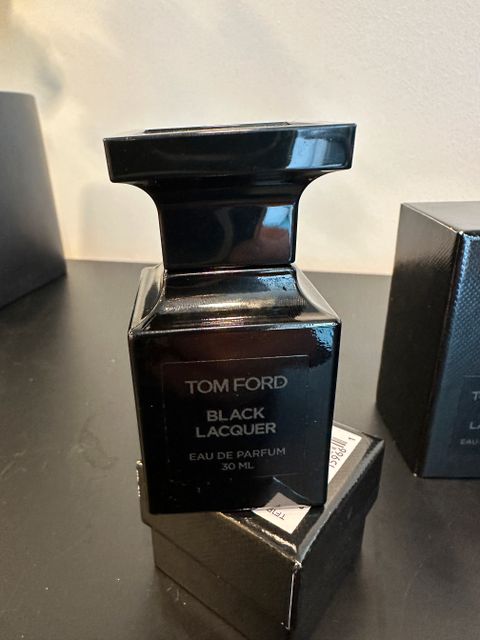 TOM FORD
BLACK
LACQUER
EAU DE PARFUM
30 ML